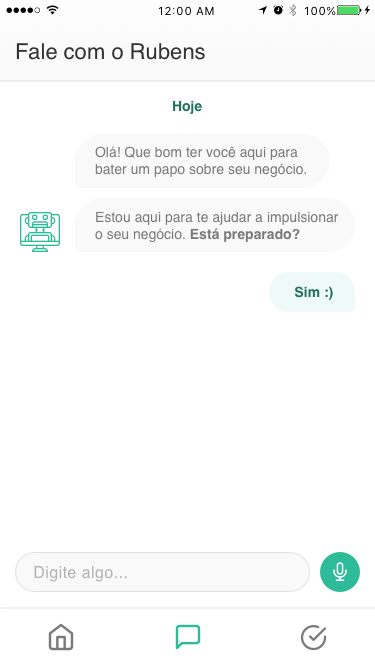 12:00 AM
100%
Fale com o Rubens
Hoje
Olá! Que bom ter você aqui para
bater um papo sobre seu negócio.
Estou aqui para te ajudar a impulsionar
o seu negócio. Está preparado?
Sim :)
Digite algo...